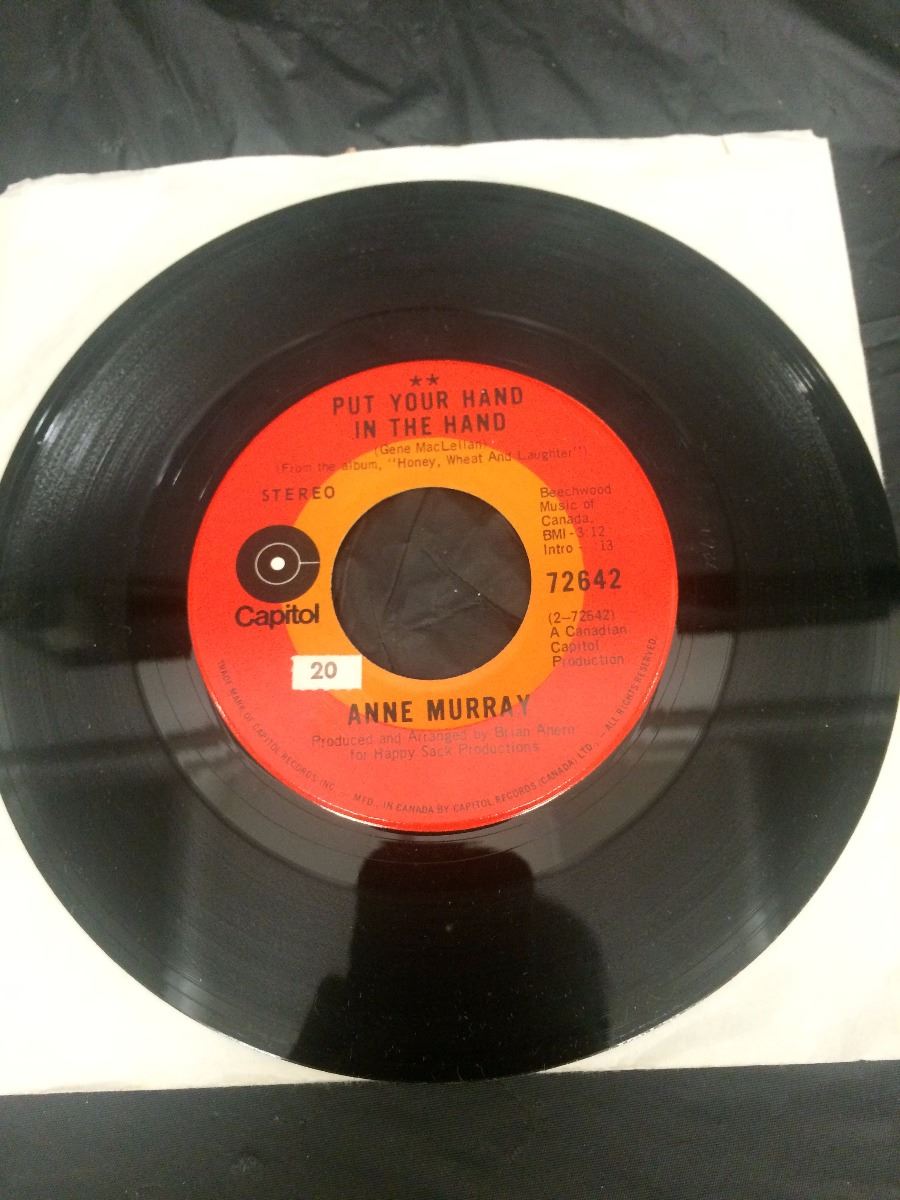 ★★
PUT YOUR HAND
IN THE HAND
(Gene MacLellan)
(From the album, "Honey, Wheat And Laughter")
STEREO
Beechwood
Music of
Canada,
BMI - 3:12
Intro - :13
72642
(2-72642)
A Canadian
Capitol
Production
Capitol
20
ANNE MURRAY
Produced and Arranged by Brian Ahern
for Happy Sack Productions
TRADE MARK OF CAPITOL RECORDS, INC. - MFD. IN CANADA BY CAPITOL RECORDS (CANADA) LTD., - ALL RIGHTS RESERVED.